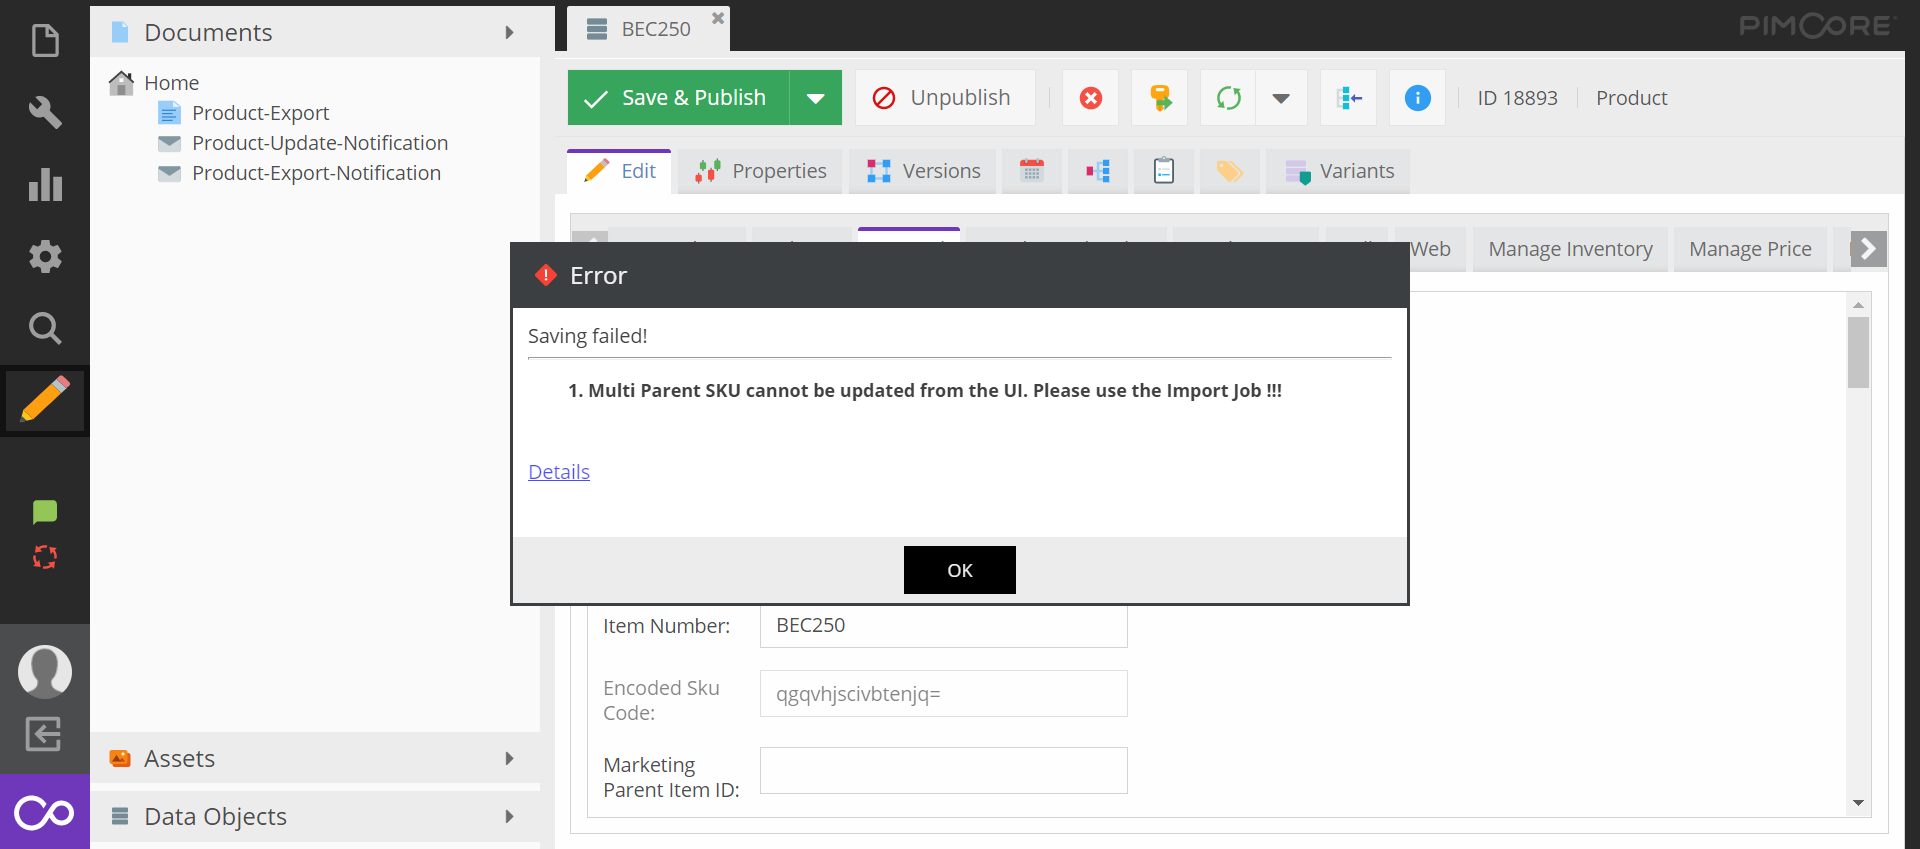 Documents
Home
Product-Export
Product-Update-Notification
Product-Export-Notification
Assets
Data Objects
BEC250
PIMCORE
Save & Publish
Unpublish
ID 18893
Product
Edit
Properties
Versions
Variants
Web
Manage Inventory
Manage Price
Error
Saving failed!
1. Multi Parent SKU cannot be updated from the UI. Please use the Import Job !!!
Details
OK
Item Number:
BEC250
Encoded Sku
Code:
qgqvhjscivbtenjq=
Marketing
Parent Item ID: